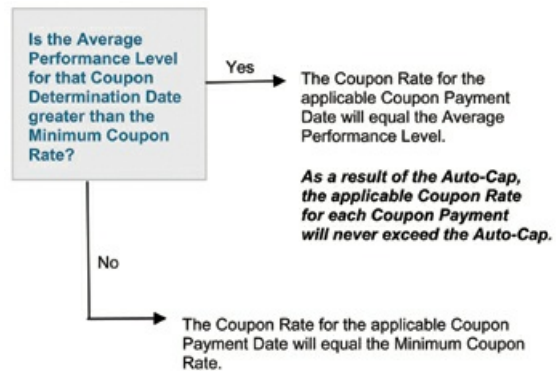 Is the Average
Performance Level
for that Coupon
Determination Date
greater than the
Minimum Coupon
Rate?
Yes
The Coupon Rate for the
applicable Coupon Payment
Date will equal the Average
Performance Level.
As a result of the Auto-Cap,
the applicable Coupon Rate
for each Coupon Payment
will never exceed the Auto-Cap.
No
The Coupon Rate for the applicable Coupon
Payment Date will equal the Minimum Coupon
Rate.